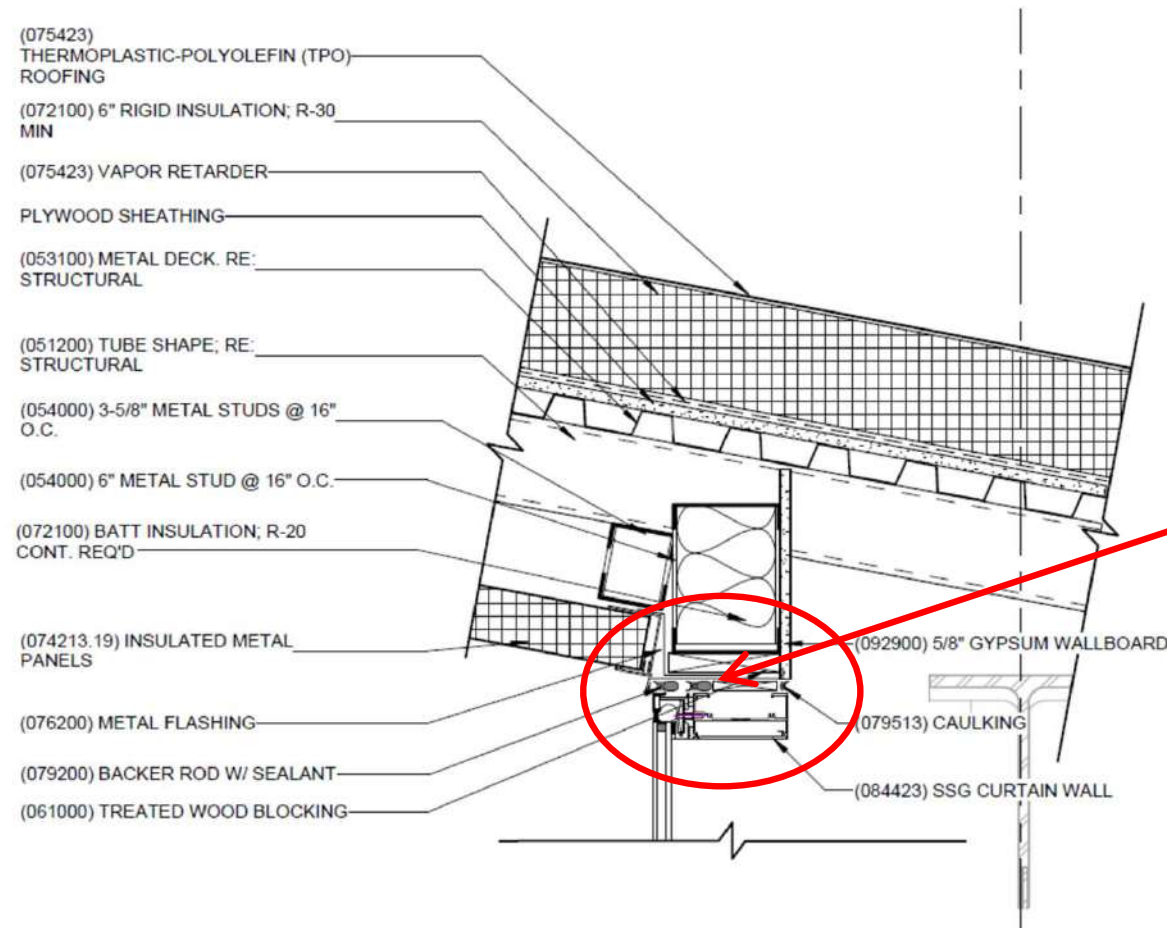 (075423)
THERMOPLASTIC-POLYOLEFIN (TPO)
ROOFING
(072100) 6" RIGID INSULATION; R-30
MIN
(075423) VAPOR RETARDER
PLYWOOD SHEATHING
(053100) METAL DECK. RE:
STRUCTURAL
(051200) TUBE SHAPE; RE:
STRUCTURAL
(054000) 3-5/8" METAL STUDS @ 16"
O.C.
(054000) 6" METAL STUD @ 16" O.C.
(072100) BATT INSULATION; R-20
CONT. REQ'D
(074213.19) INSULATED METAL
PANELS
(076200) METAL FLASHING
(079200) BACKER ROD W/ SEALANT
(061000) TREATED WOOD BLOCKING
(092900) 5/8" GYPSUM WALLBOARD
(079513) CAULKING
(084423) SSG CURTAIN WALL